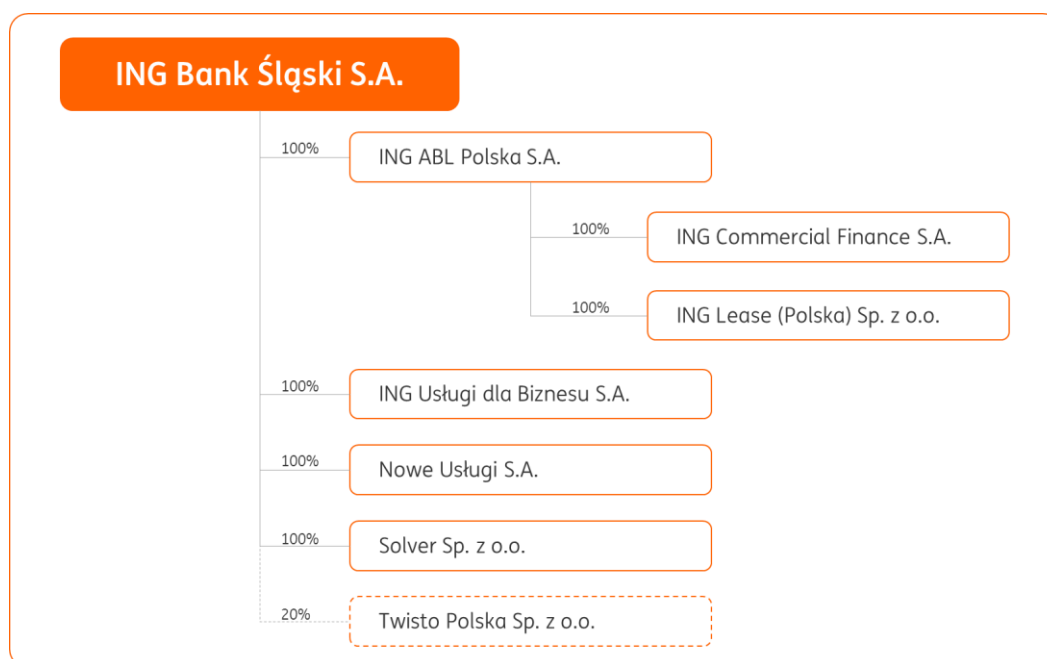 ING Bank Śląski S.A.
100%
ING ABL Polska S.A.
100%
ING Commercial Finance S.A.
100%
ING Lease (Polska) Sp. z o.o.
100%
ING Usługi dla Biznesu S.A.
100%
Nowe Usługi S.A.
100%
Solver Sp. z o.o.
20%
Twisto Polska Sp. z o.o.